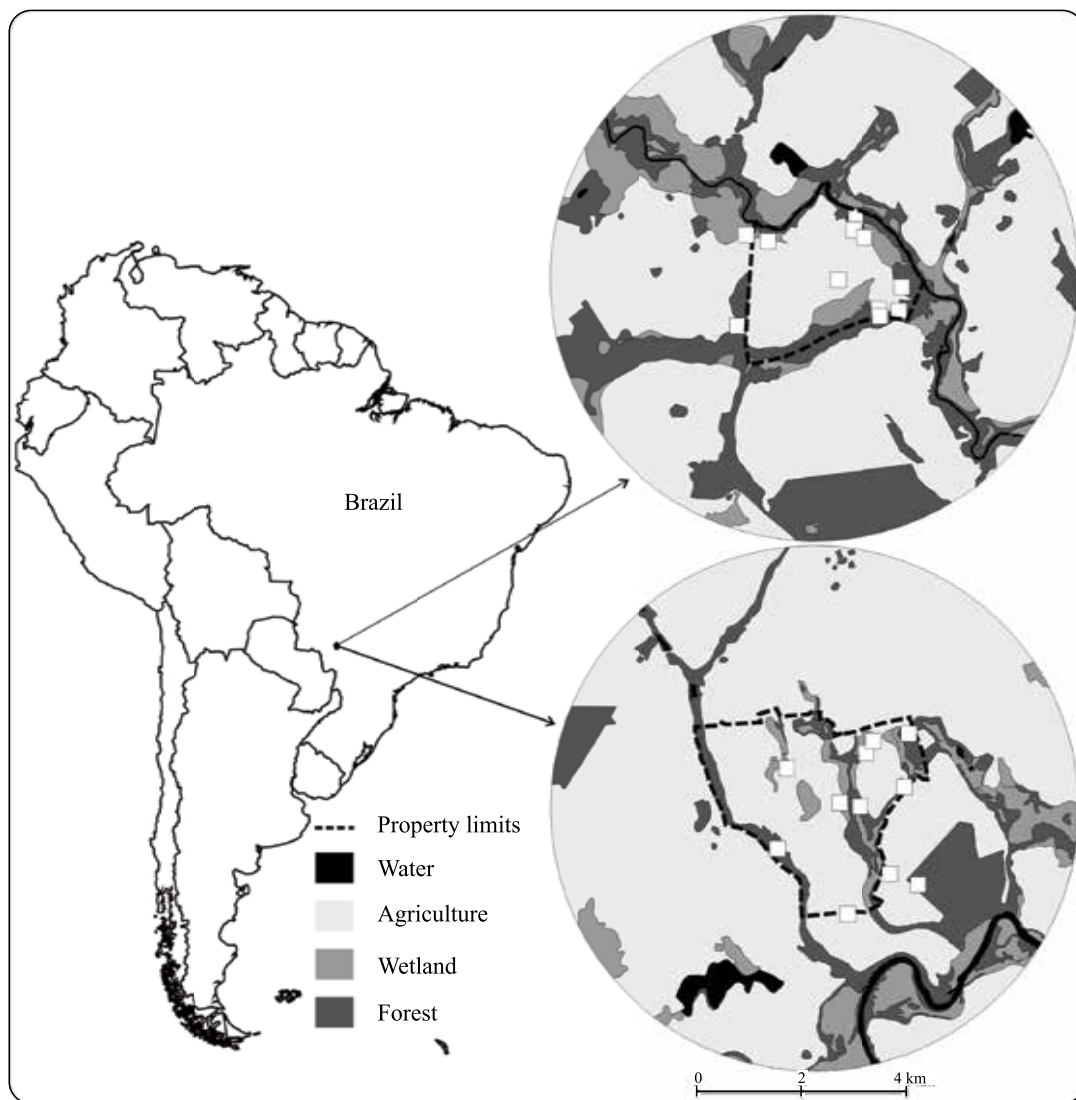 Brazil
Property limits
Water
Agriculture
Wetland
Forest
0 2 4 km